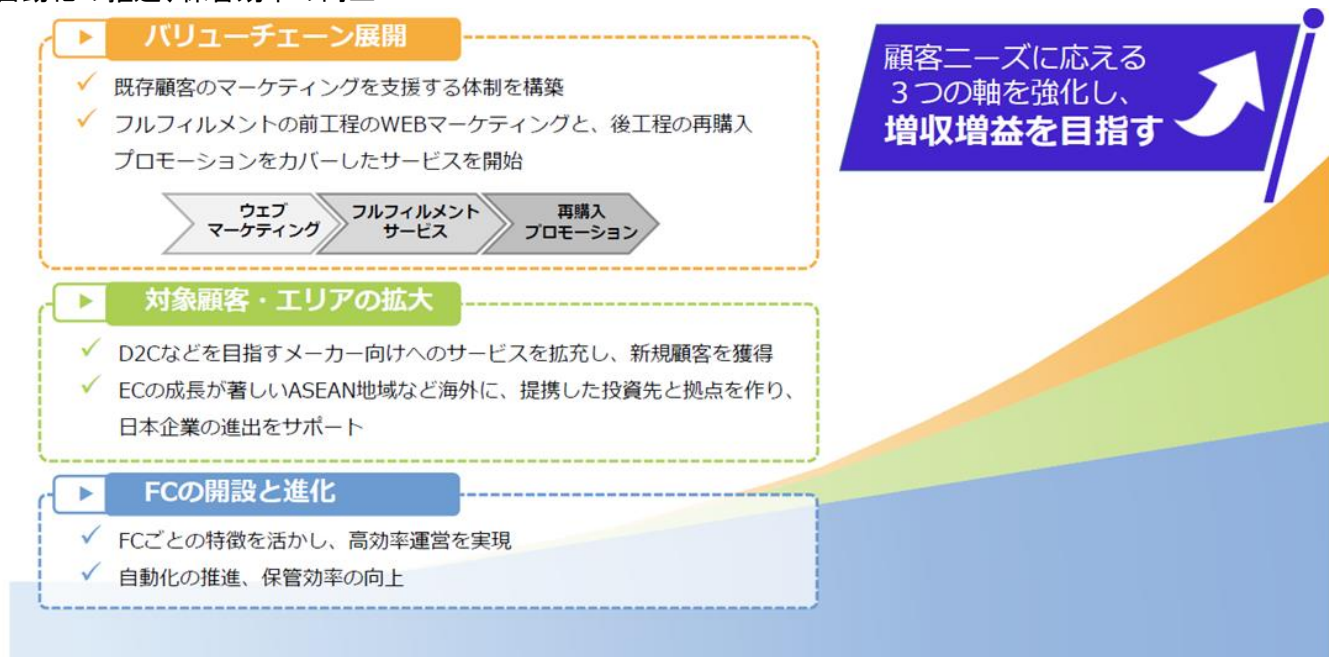 バリューチェーン展開
既存顧客のマーケティングを支援する体制を構築
フルフィルメントの前工程のWEBマーケティングと、後工程の再購入
プロモーションをカバーしたサービスを開始
ウェブ
マーケティング
フルフィルメント
サービス
再購入
プロモーション
対象顧客・エリアの拡大
D2Cなどを目指すメーカー向けへのサービスを拡充し、新規顧客を獲得
ECの成長が著しいASEAN地域など海外に、提携した投資先と拠点を作り、
日本企業の進出をサポート
FCの開設と進化
FCごとの特徴を活かし、高効率運営を実現
自動化の推進、保管効率の向上
顧客ニーズに応える
３つの軸を強化し、
増収増益を目指す